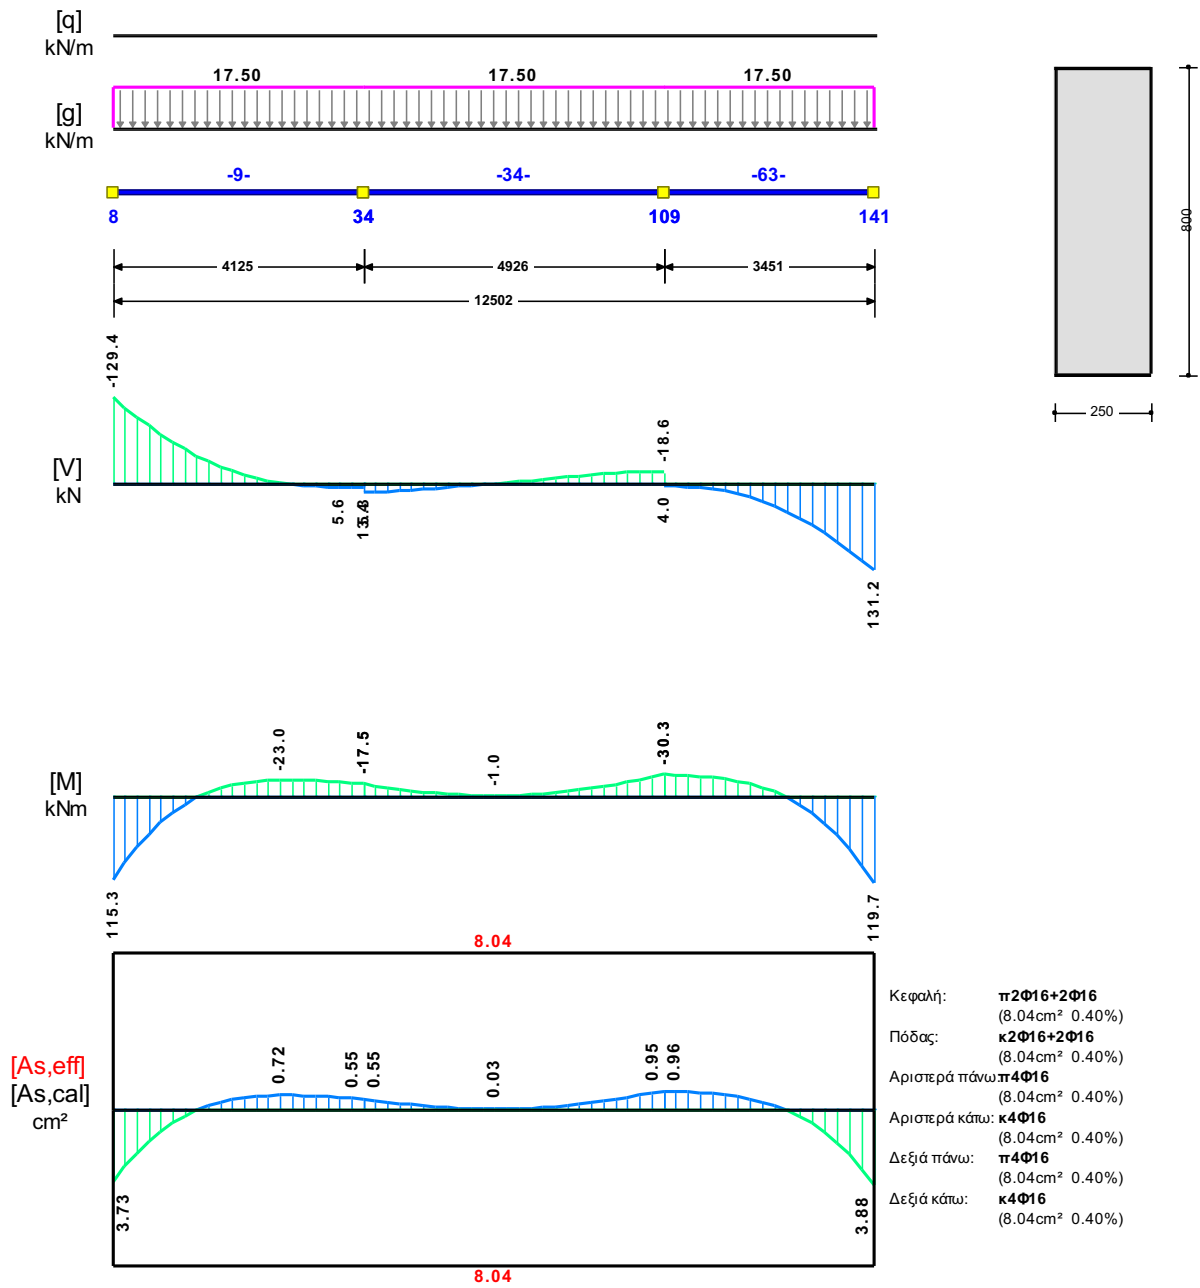 [q]
kN/m
17.50 17.50 17.50
[g]
kN/m
-9- -34- -63-
8 34 109 141
4125 4926 3451
12502
800
250
-129.4
[V]
kN
5.6
-18.6
4.0
131.2
[M]
kNm
-23.0
-17.5
-1.0
-30.3
115.3
119.7
8.04
[As,eff]
[As,cal]
cm²
0.72
0.55
0.55
0.03
0.95
0.96
3.73
3.88
8.04
Κεφαλή: π2Φ16+2Φ16
(8.04cm² 0.40%)
Πόδας: κ2Φ16+2Φ16
(8.04cm² 0.40%)
Αριστερά πάνω: π4Φ16
(8.04cm² 0.40%)
Αριστερά κάτω: κ4Φ16
(8.04cm² 0.40%)
Δεξιά πάνω: π4Φ16
(8.04cm² 0.40%)
Δεξιά κάτω: κ4Φ16
(8.04cm² 0.40%)